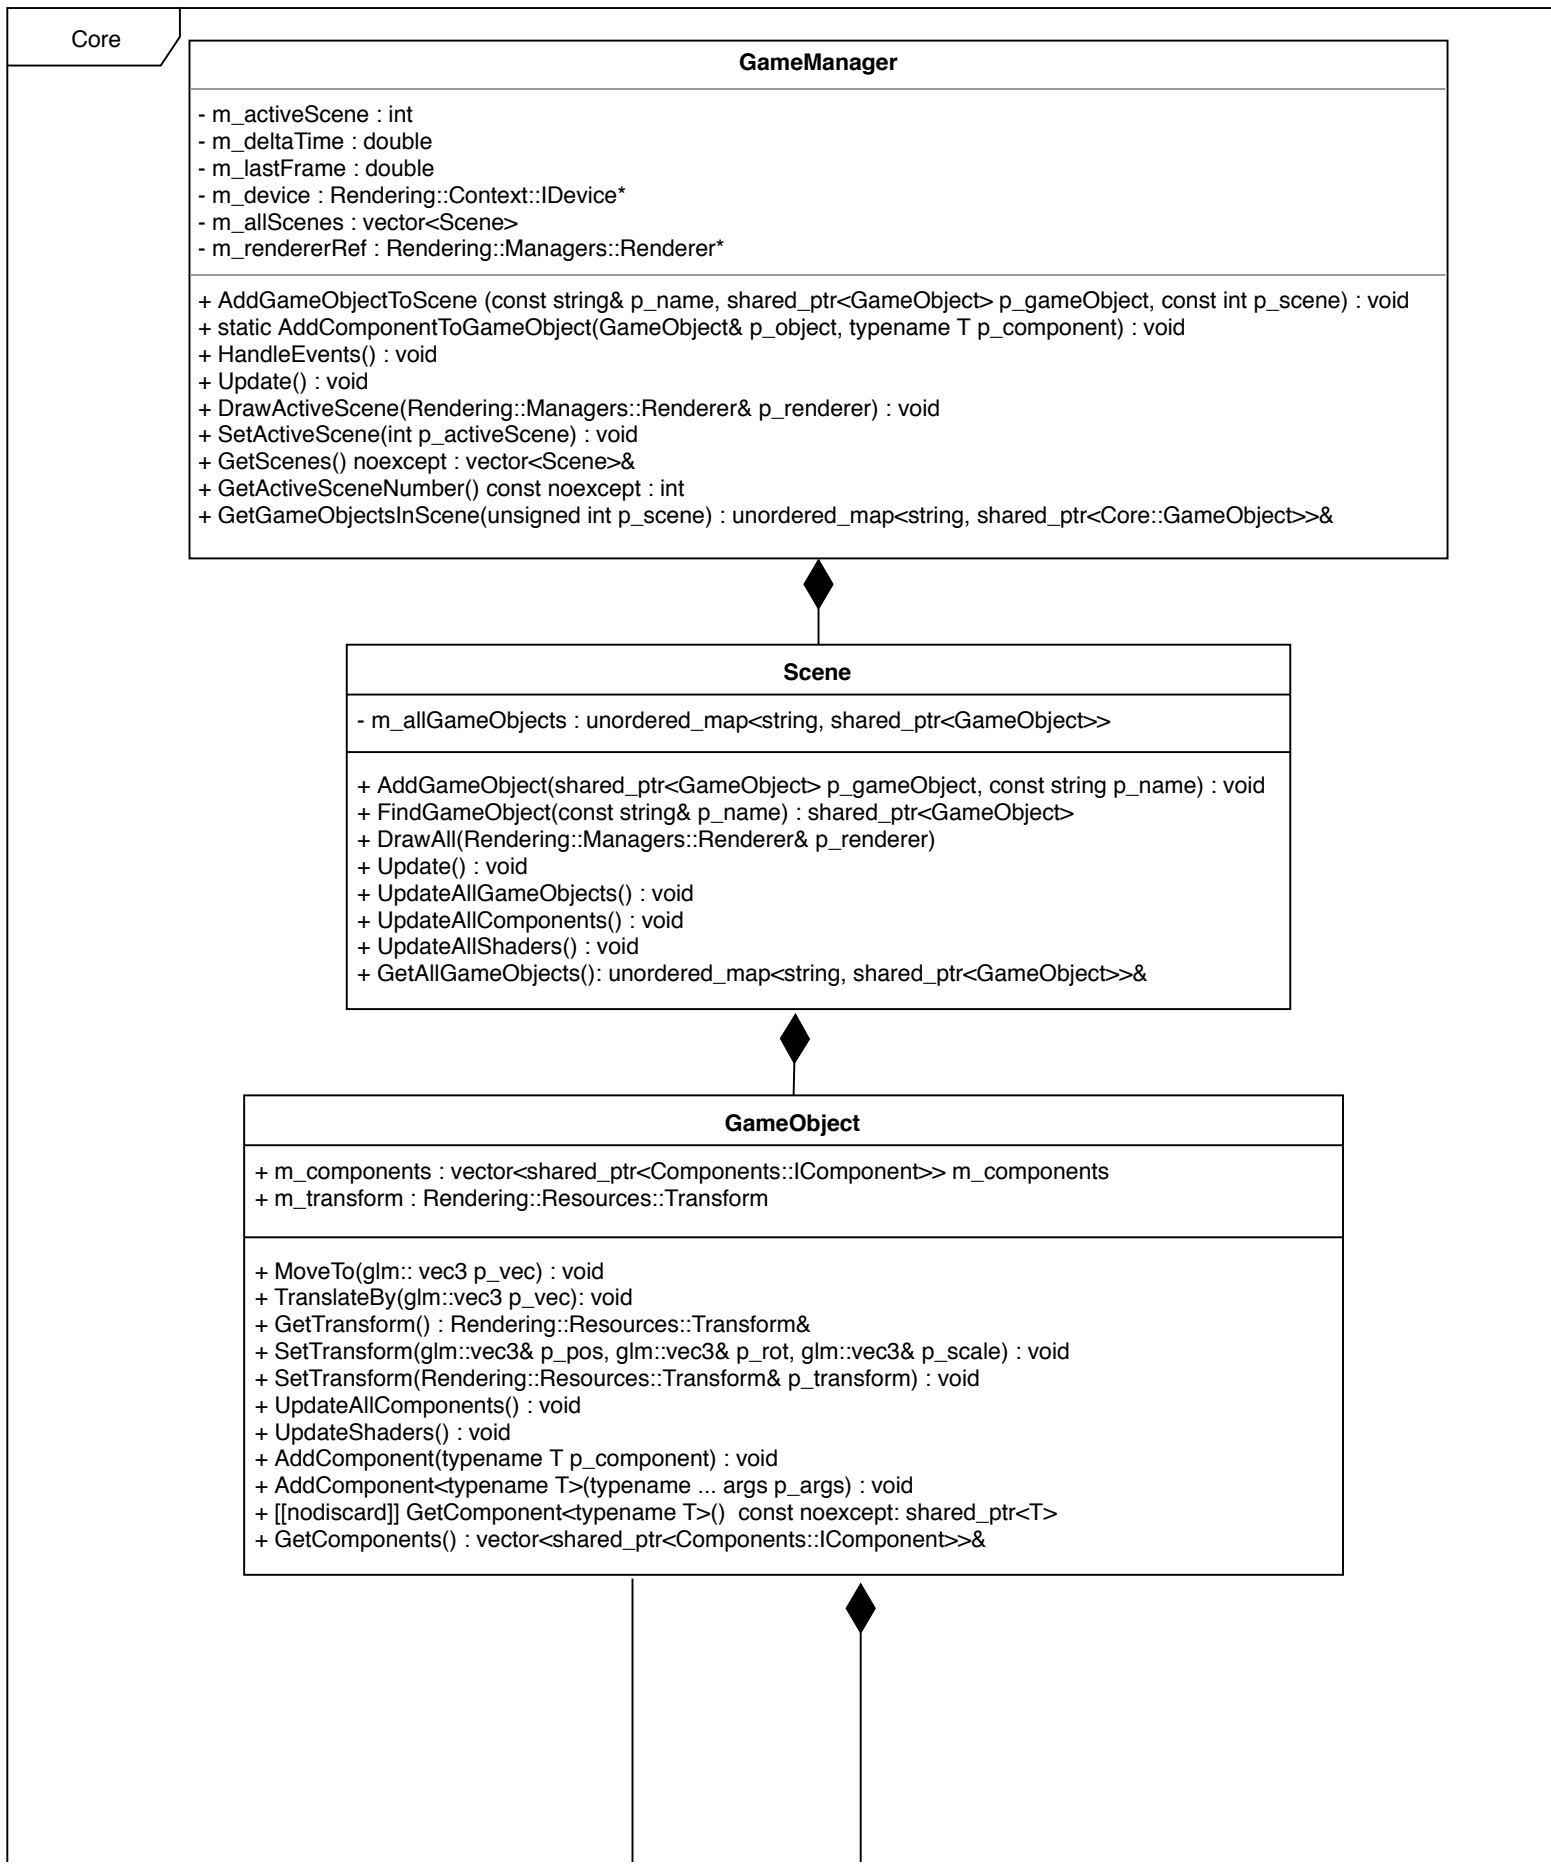 Core
GameManager
- m_activeScene : int
- m_deltaTime : double
- m_lastFrame : double
- m_device : Rendering::Context::IDevice*
- m_allScenes : vector<Scene>
- m_rendererRef : Rendering::Managers::Renderer*
+ AddGameObjectToScene (const string& p_name, shared_ptr<GameObject> p_gameObject, const int p_scene) : void
+ static AddComponentToGameObject(GameObject& p_object, typename T p_component) : void
+ HandleEvents() : void
+ Update() : void
+ DrawActiveScene(Rendering::Managers::Renderer& p_renderer) : void
+ SetActiveScene(int p_activeScene) : void
+ GetScenes() noexcept : vector<Scene>&
+ GetActiveSceneNumber() const noexcept : int
+ GetGameObjectsInScene(unsigned int p_scene) : unordered_map<string, shared_ptr<Core::GameObject>>&
Scene
- m_allGameObjects : unordered_map<string, shared_ptr<GameObject>>
+ AddGameObject(shared_ptr<GameObject> p_gameObject, const string p_name) : void
+ FindGameObject(const string& p_name) : shared_ptr<GameObject>
+ DrawAll(Rendering::Managers::Renderer& p_renderer)
+ Update() : void
+ UpdateAllGameObjects() : void
+ UpdateAllComponents() : void
+ UpdateAllShaders() : void
+ GetAllGameObjects(): unordered_map<string, shared_ptr<GameObject>>&
GameObject
+ m_components : vector<shared_ptr<Components::IComponent>> m_components
+ m_transform : Rendering::Resources::Transform
+ MoveTo(glm:: vec3 p_vec) : void
+ TranslateBy(glm::vec3 p_vec): void
+ GetTransform() : Rendering::Resources::Transform&
+ SetTransform(glm::vec3& p_pos, glm::vec3& p_rot, glm::vec3& p_scale) : void
+ SetTransform(Rendering::Resources::Transform& p_transform) : void
+ UpdateAllComponents() : void
+ UpdateShaders() : void
+ AddComponent(typename T p_component) : void
+ AddComponent<typename T>(typename ... args p_args) : void
+ [[nodiscard]] GetComponent<typename T>()  const noexcept: shared_ptr<T>
+ GetComponents() : vector<shared_ptr<Components::IComponent>>&